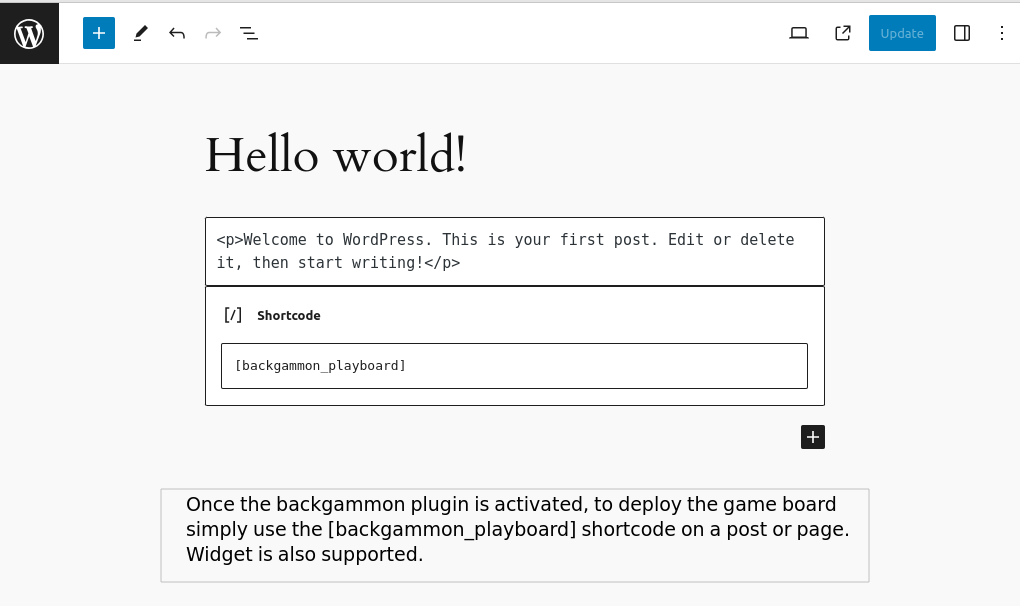 Update
Hello world!
<p>Welcome to WordPress. This is your first post. Edit or delete
it, then start writing!</p>
[/] Shortcode
[backgammon_playboard]
Once the backgammon plugin is activated, to deploy the game board
simply use the [backgammon_playboard] shortcode on a post or page.
Widget is also supported.